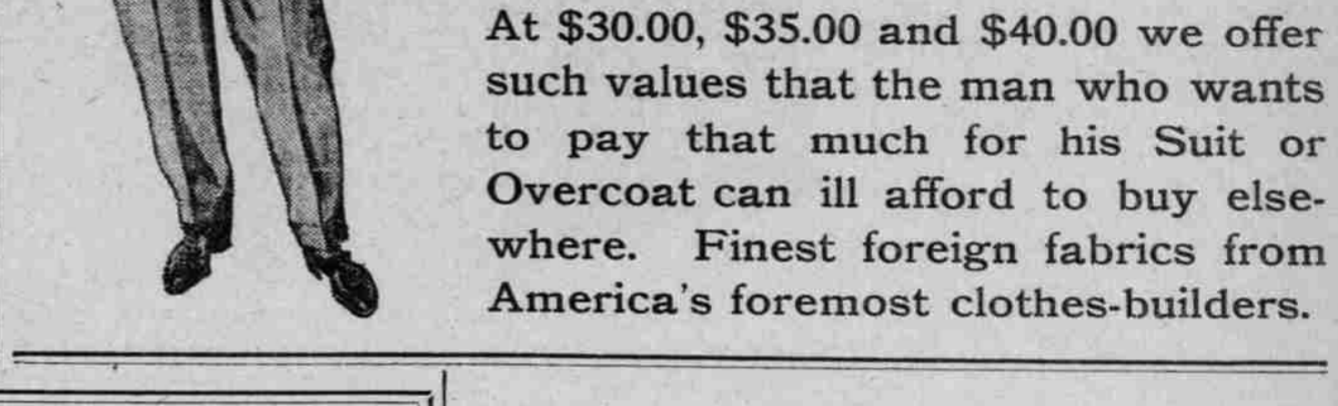 At $30.00, $35.00 and $40.00 we offer
such values that the man who wants
to pay that much for his Suit or
Overcoat can ill afford to buy else-
where. Finest foreign fabrics from
America's foremost clothes-builders.